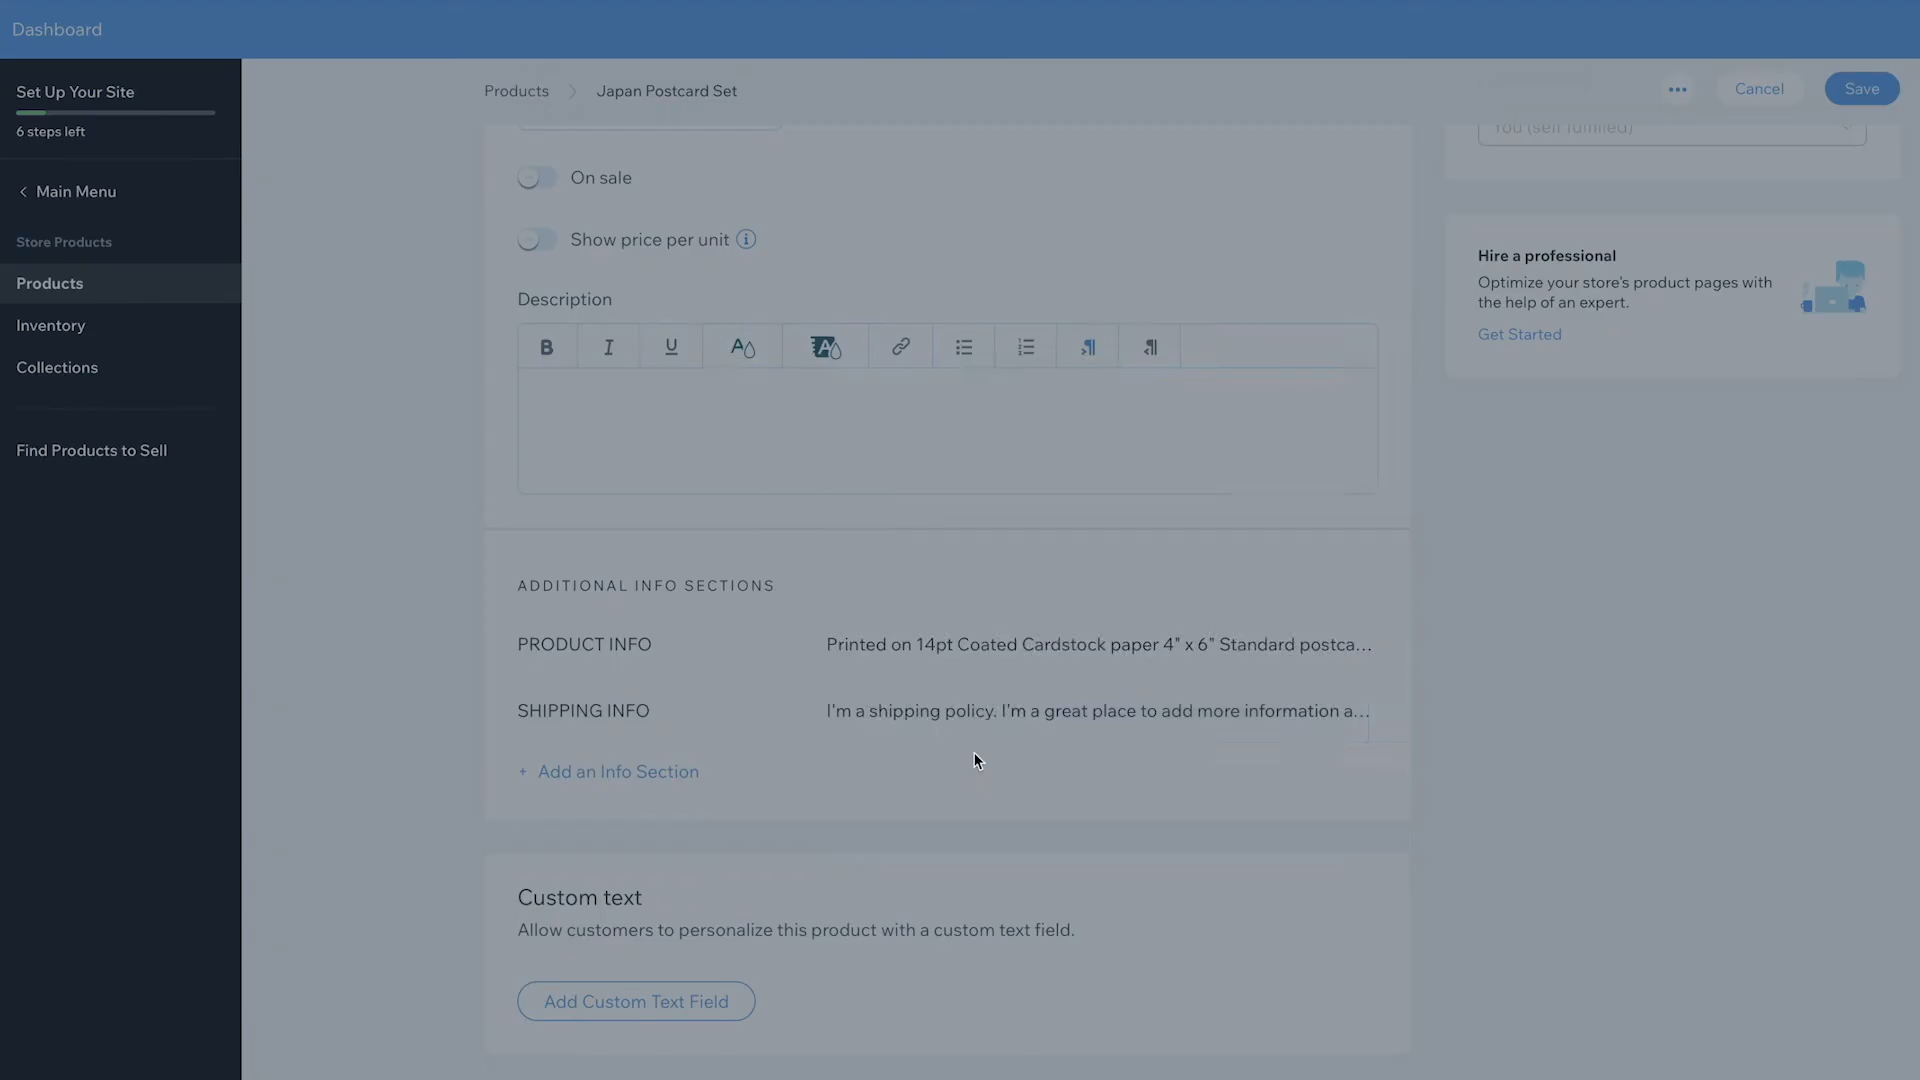 Dashboard
Set Up Your Site
6 steps left
Main Menu
Store Products
Products
Inventory
Collections
Find Products to Sell
Products
Japan Postcard Set
Cancel
Save
You (self fulfilled)
On sale
Show price per unit
Description
B I U
ADDITIONAL INFO SECTIONS
PRODUCT INFO
Printed on 14pt Coated Cardstock paper 4" x 6" Standard postca...
SHIPPING INFO
I'm a shipping policy. I'm a great place to add more information a...
+ Add an Info Section
Custom text
Allow customers to personalize this product with a custom text field.
Add Custom Text Field
Hire a professional
Optimize your store's product pages with
the help of an expert.
Get Started